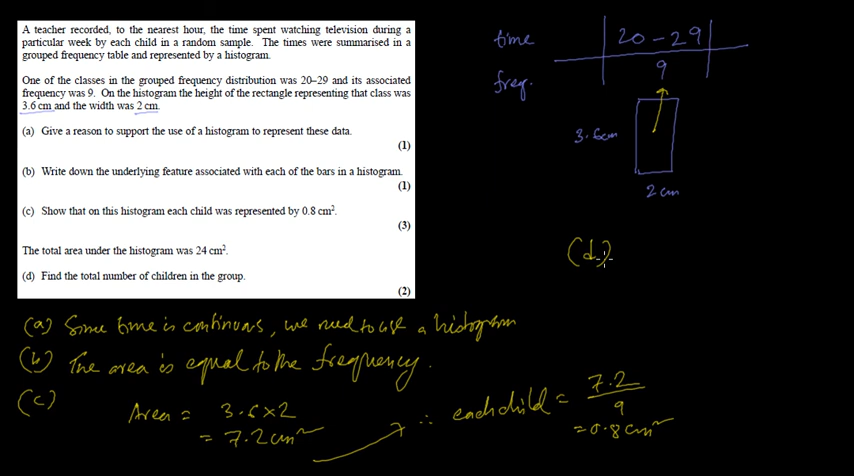 A teacher recorded, to the nearest hour, the time spent watching television during a
particular week by each child in a random sample. The times were summarised in a
grouped frequency table and represented by a histogram.
One of the classes in the grouped frequency distribution was 20–29 and its associated
frequency was 9. On the histogram the height of the rectangle representing that class was
3.6 cm and the width was 2 cm.
(a) Give a reason to support the use of a histogram to represent these data.
(1)
(b) Write down the underlying feature associated with each of the bars in a histogram.
(1)
(c) Show that on this histogram each child was represented by 0.8 cm².
(3)
The total area under the histogram was 24 cm².
(d) Find the total number of children in the group.
(2)
time 20 – 29
freq. 9
3.6cm
2 cm
(d)
(a) Since time is continuous, we need to use a histogram
(b) The area is equal to the frequency.
(c) Area = 3.6 × 2
= 7.2 cm²
∴ each child = 7.2 / 9
= 0.8 cm²